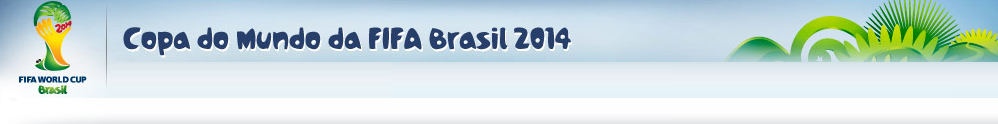 2014
FIFA WORLD CUP
Brasil
Copa do Mundo da FIFA Brasil 2014